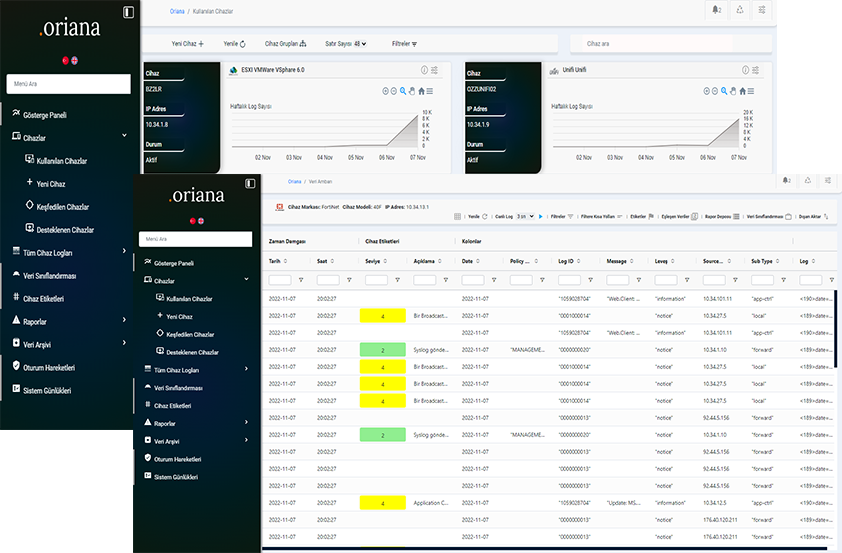 .oriana
Menü Ara
Gösterge Paneli
Cihazlar
Kullanılan Cihazlar
Yeni Cihaz
Keşfedilen Cihazlar
Desteklenen Cihazlar
Tüm Cihaz Logları
Veri Sınıflandırması
Cihaz Etiketleri
Raporlar
Veri Arşivi
Oturum Hareketleri
Sistem Günlükleri
Oriana / Kullanılan Cihazlar
2
Yeni Cihaz Yenile Cihaz Grupları Satır Sayısı 48 Filtreler
Cihaz ara
Cihaz
BZ2LR
IP Adres
10.34.1.8
Durum
Aktif
ESXI VMWare VSphare 6.0
Haftalık Log Sayısı
10 K
8 K
6 K
4 K
2 K
0
02 Nov 03 Nov 04 Nov 05 Nov 06 Nov 07 Nov
Cihaz
OZZUNIFI02
IP Adres
10.34.1.9
Durum
Aktif
Unifi Unifi
Haftalık Log Sayısı
28 K
2 K
6 K
4 K
2 K
0
02 Nov 03 Nov 04 Nov 05 Nov 06 Nov 07 Nov
.oriana
Menü Ara
Gösterge Paneli
Cihazlar
Kullanılan Cihazlar
Yeni Cihaz
Keşfedilen Cihazlar
Desteklenen Cihazlar
Tüm Cihaz Logları
Veri Sınıflandırması
Cihaz Etiketleri
Raporlar
Veri Arşivi
Oturum Hareketleri
Sistem Günlükleri
Oriana / Veri Ambarı
2
Cihaz Markası: FortiNet Cihaz Modeli: 40F IP Adres: 10.34.13.1
Yenile Canlı Log 3 sn Filtreler Filtere Kısa Yolları Etiketler Eşleşen Veriler Rapor Deposu Veri Sınıflandırması Dışarı Aktar
Zaman Damgası Cihaz Etiketleri Kolonlar
Tarih Saat Seviye Açıklama Date Policy ... Log ID Message Leveş Source... Sub Type Log
2022-11-07 20:02:27 2022-11-07 "1059028704" "Web.Client: ... "information" 10.34.101.11 "app-ctrl" <190>date=...
2022-11-07 20:02:27 4 Bir Broadcast... 2022-11-07 "0001000014" "notice" 10.34.27.5 "local" <189>date=...
2022-11-07 20:02:27 2022-11-07 "1059028704" "Web.Client: ... "information" 10.34.101.11 "app-ctrl" <190>date=...
2022-11-07 20:02:27 2 Syslog gönde... 2022-11-07 "MANAGEME... "0000000020" "notice" 10.34.1.10 "forward" <189>date=...
2022-11-07 20:02:27 4 Bir Broadcast... 2022-11-07 "0001000014" "notice" 10.34.27.5 "local" <189>date=...
2022-11-07 20:02:27 4 Bir Broadcast... 2022-11-07 "0001000014" "notice" 10.34.27.5 "local" <189>date=...
2022-11-07 20:02:27 4 Bir Broadcast... 2022-11-07 "0001000014" "notice" 10.34.27.5 "local" <189>date=...
2022-11-07 20:02:27 2022-11-07 "0000000013" "notice" 92.44.5.156 "forward" <189>date=...
2022-11-07 20:02:27 2 Syslog gönde... 2022-11-07 "MANAGEME... "0000000020" "notice" 10.34.1.10 "forward" <189>date=...
2022-11-07 20:02:27 2022-11-07 "0000000013" "notice" 92.44.5.156 "forward" <189>date=...
2022-11-07 20:02:27 2022-11-07 "0000000013" "notice" 92.44.5.156 "forward" <189>date=...
2022-11-07 20:02:27 2022-11-07 "0000000013" "notice" 92.44.5.156 "forward" <189>date=...
2022-11-07 20:02:27 4 Application C... 2022-11-07 "1059028704" "Update: MS... "information" 10.34.12.5 "app-ctrl" <190>date=...
2022-11-07 20:02:27 2022-11-07 "0000000013" "notice" 176.40.120.211 "forward" <189>date=...
2022-11-07 20:02:27 2022-11-07 "0000000013" "notice" 176.40.120.211 "forward" <189>date=...